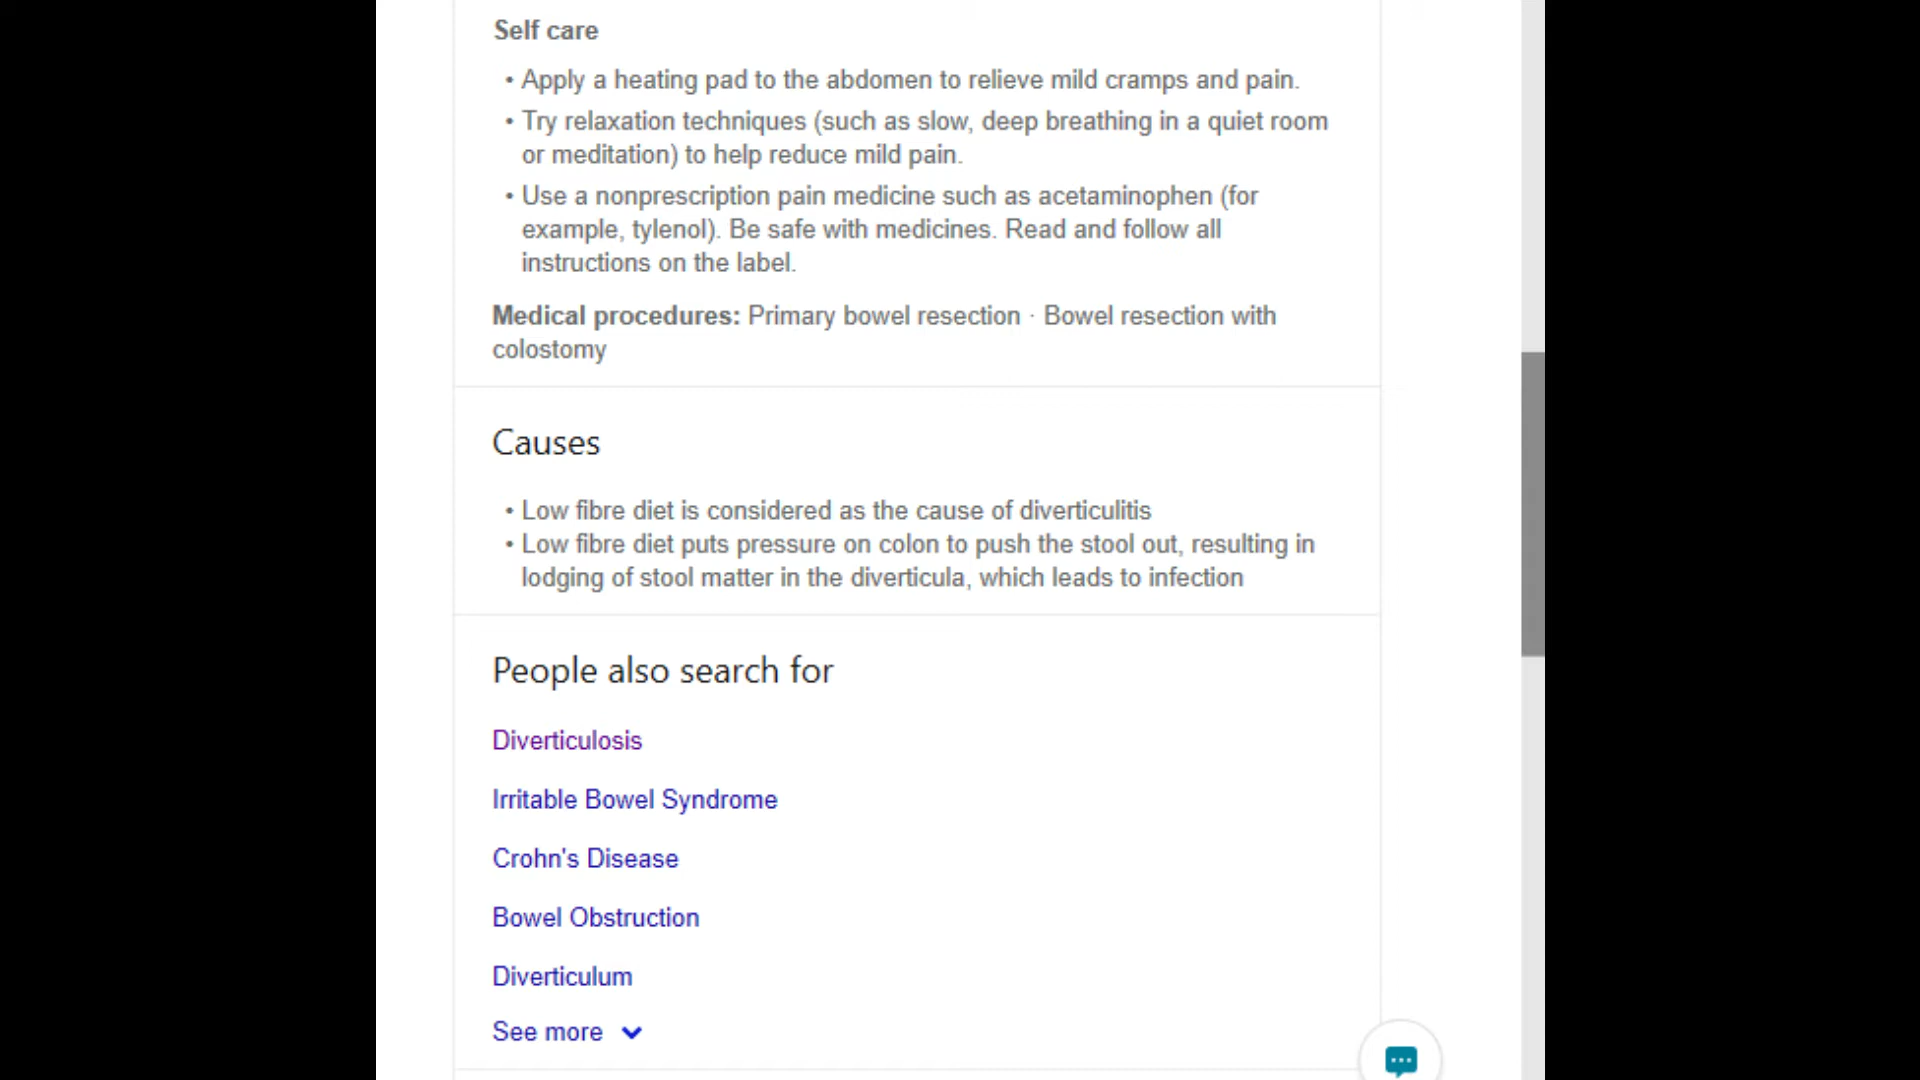 Self care
• Apply a heating pad to the abdomen to relieve mild cramps and pain.
• Try relaxation techniques (such as slow, deep breathing in a quiet room
or meditation) to help reduce mild pain.
• Use a nonprescription pain medicine such as acetaminophen (for
example, tylenol). Be safe with medicines. Read and follow all
instructions on the label.
Medical procedures: Primary bowel resection · Bowel resection with
colostomy
Causes
• Low fibre diet is considered as the cause of diverticulitis
• Low fibre diet puts pressure on colon to push the stool out, resulting in
lodging of stool matter in the diverticula, which leads to infection
People also search for
Diverticulosis
Irritable Bowel Syndrome
Crohn's Disease
Bowel Obstruction
Diverticulum
See more